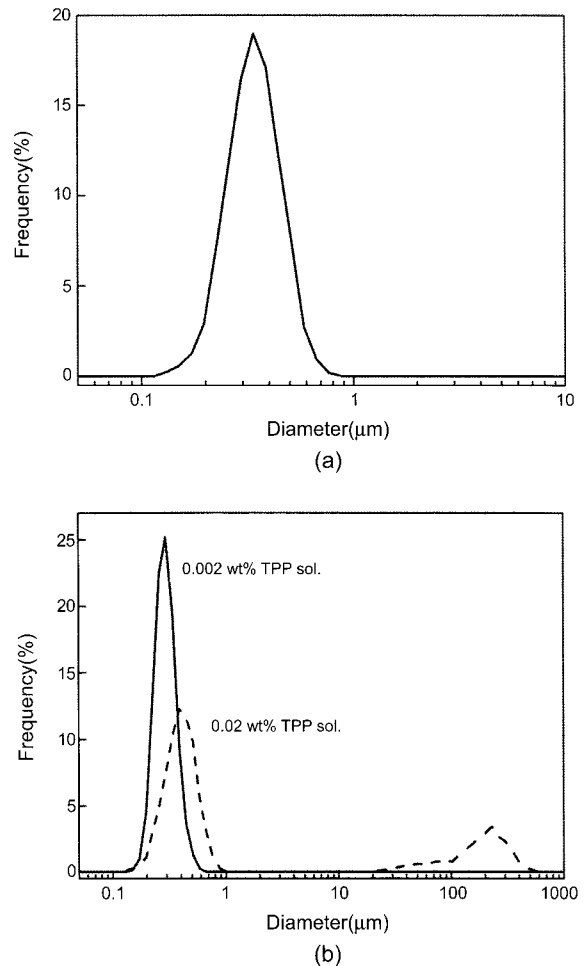 20
15
10
5
0
Frequency(%)
0.1 1 10
Diameter(μm)
(a)
25
20
15
10
5
0
Frequency(%)
0.002 wt% TPP sol.
0.02 wt% TPP sol.
0.1 1 10 100 1000
Diameter(μm)
(b)